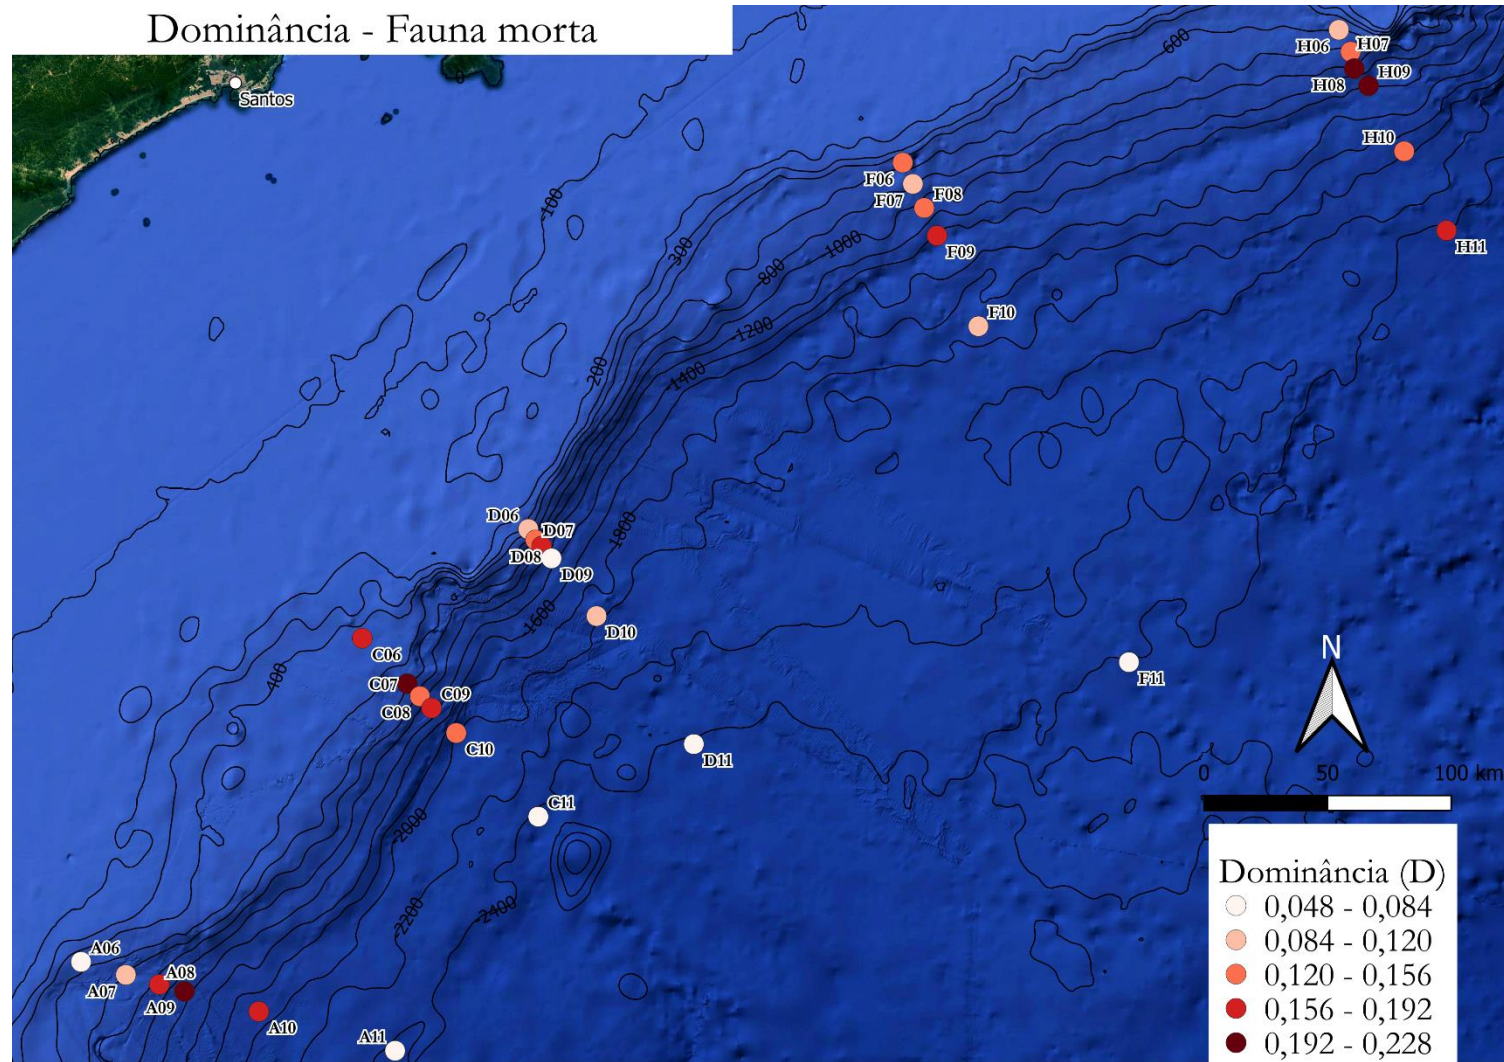 Dominância - Fauna morta
Santos
600
H06
H07
H08
H09
H10
H11
-100
F06
F07
F08
F09
F10
F11
300
1000
800
-1200
200
1400
D06
D07
D08
D09
D10
D11
1800
1600
400
C06
C07
C08
C09
C10
C11
-2000
2200
-2400
A06
A07
A08
A09
A10
A11
N
0 50 100 km
Dominância (D)
0,048 - 0,084
0,084 - 0,120
0,120 - 0,156
0,156 - 0,192
0,192 - 0,228